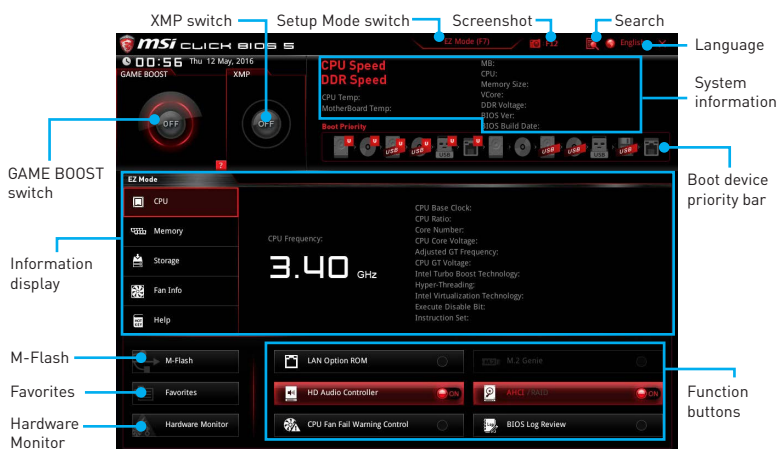 XMP switch
Setup Mode switch
Screenshot
Search
Language
System
information
GAME BOOST
switch
Boot device
priority bar
Information
display
M-Flash
Favorites
Hardware
Monitor
Function
buttons
msi CLICK BIOS 5
EZ Mode (F7)
F12
English
00:56 Thu 12 May, 2016
GAME BOOST
XMP
OFF
OFF
?
CPU Speed
DDR Speed
CPU Temp:
MotherBoard Temp:
MB:
CPU:
Memory Size:
VCore:
DDR Voltage:
BIOS Ver:
BIOS Build Date:
Boot Priority
U U U U U U
USB USB USB USB USB USB USB
EZ Mode
CPU
Memory
Storage
Fan Info
Help
CPU Frequency:
3.40 GHz
CPU Base Clock:
CPU Ratio:
Core Number:
CPU Core Voltage:
Adjusted GT Frequency:
CPU GT Voltage:
Intel Turbo Boost Technology:
Hyper-Threading:
Intel Virtualization Technology:
Execute Disable Bit:
Instruction Set:
M-Flash
Favorites
Hardware Monitor
LAN Option ROM
M.2 Genie
HD Audio Controller
ON
AHCI /RAID
ON
CPU Fan Fail Warning Control
BIOS Log Review